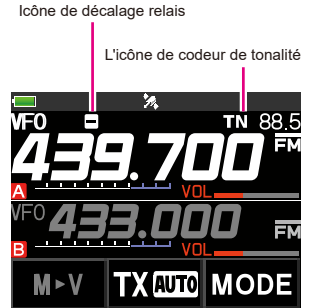 Icône de décalage relais
L'icône de codeur de tonalité
VFO TN 88.5
439.700 FM
A VOL
VFO 433.000 FM
B VOL
M►V TX AUTO MODE